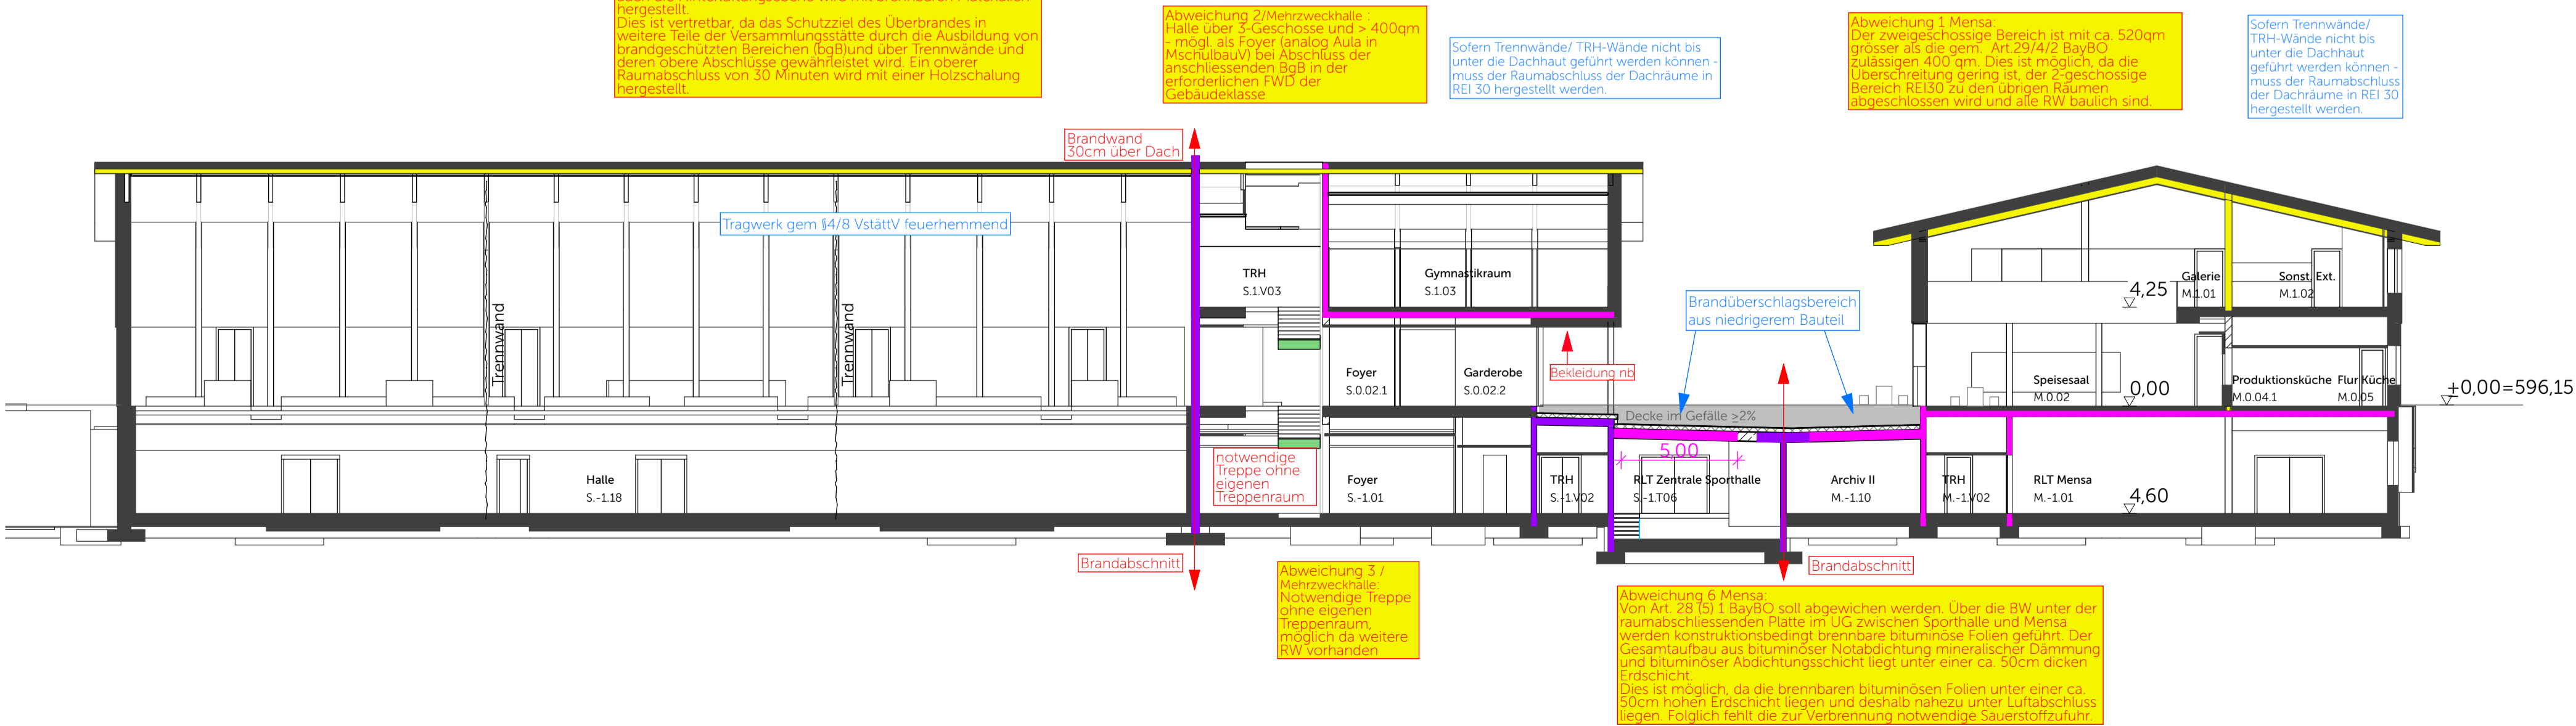 hergestellt.
Dies ist vertretbar, da das Schutzziel des Überbrandes in
weitere Teile der Versammlungsstätte durch die Ausbildung von
brandgeschützten Bereichen (bgB)und über Trennwände und
deren obere Abschlüsse gewährleistet wird. Ein oberer
Raumabschluss von 30 Minuten wird mit einer Holzschalung
hergestellt.
Abweichung 2/Mehrzweckhalle :
Halle über 3-Geschosse und > 400qm
- mögl. als Foyer (analog Aula in
MschulbauV) bei Abschluss der
anschliessenden BgB in der
erforderlichen FWD der
Gebäudeklasse
Sofern Trennwände/ TRH-Wände nicht bis
unter die Dachhaut geführt werden können -
muss der Raumabschluss der Dachräume in
REI 30 hergestellt werden.
Abweichung 1 Mensa:
Der zweigeschossige Bereich ist mit ca. 520qm
grösser als die gem. Art.29/4/2 BayBO
zulässigen 400 qm. Dies ist möglich, da die
Überschreitung gering ist, der 2-geschossige
Bereich REI30 zu den übrigen Räumen
abgeschlossen wird und alle RW baulich sind.
Sofern Trennwände/
TRH-Wände nicht bis
unter die Dachhaut
geführt werden können -
muss der Raumabschluss
der Dachräume in REI 30
hergestellt werden.
Brandwand
30cm über Dach
Tragwerk gem §4/8 VstättV feuerhemmend
TRH
S.1.V03
Gymnastikraum
S.1.03
Brandüberschlagsbereich
aus niedrigerem Bauteil
4,25
Galerie
M.1.01
Sonst. Ext.
M.1.02
Trennwand
Trennwand
Foyer
S.0.02.1
Garderobe
S.0.02.2
Bekleidung nb
Speisesaal
M.0.02
0,00
Produktionsküche
M.0.04.1
Flur Küche
M.0.05
+0,00=596,15
Decke im Gefälle ≥2%
5,00
notwendige
Treppe ohne
eigenen
Treppenraum
Halle
S.-1.18
Foyer
S.-1.01
TRH
S.-1.V02
RLT Zentrale Sporthalle
S.-1.T06
Archiv II
M.-1.10
TRH
M.-1.V02
RLT Mensa
M.-1.01
4,60
Brandabschnitt
Brandabschnitt
Abweichung 3 /
Mehrzweckhalle:
Notwendige Treppe
ohne eigenen
Treppenraum,
möglich da weitere
RW vorhanden
Abweichung 6 Mensa:
Von Art. 28 (5) 1 BayBO soll abgewichen werden. Über die BW unter der
raumabschliessenden Platte im UG zwischen Sporthalle und Mensa
werden konstruktionsbedingt brennbare bituminöse Folien geführt. Der
Gesamtaufbau aus bituminöser Notabdichtung mineralischer Dämmung
und bituminöser Abdichtungsschicht liegt unter einer ca. 50cm dicken
Erdschicht.
Dies ist möglich, da die brennbaren bituminösen Folien unter einer ca.
50cm hohen Erdschicht liegen und deshalb nahezu unter Luftabschluss
liegen. Folglich fehlt die zur Verbrennung notwendige Sauerstoffzufuhr.